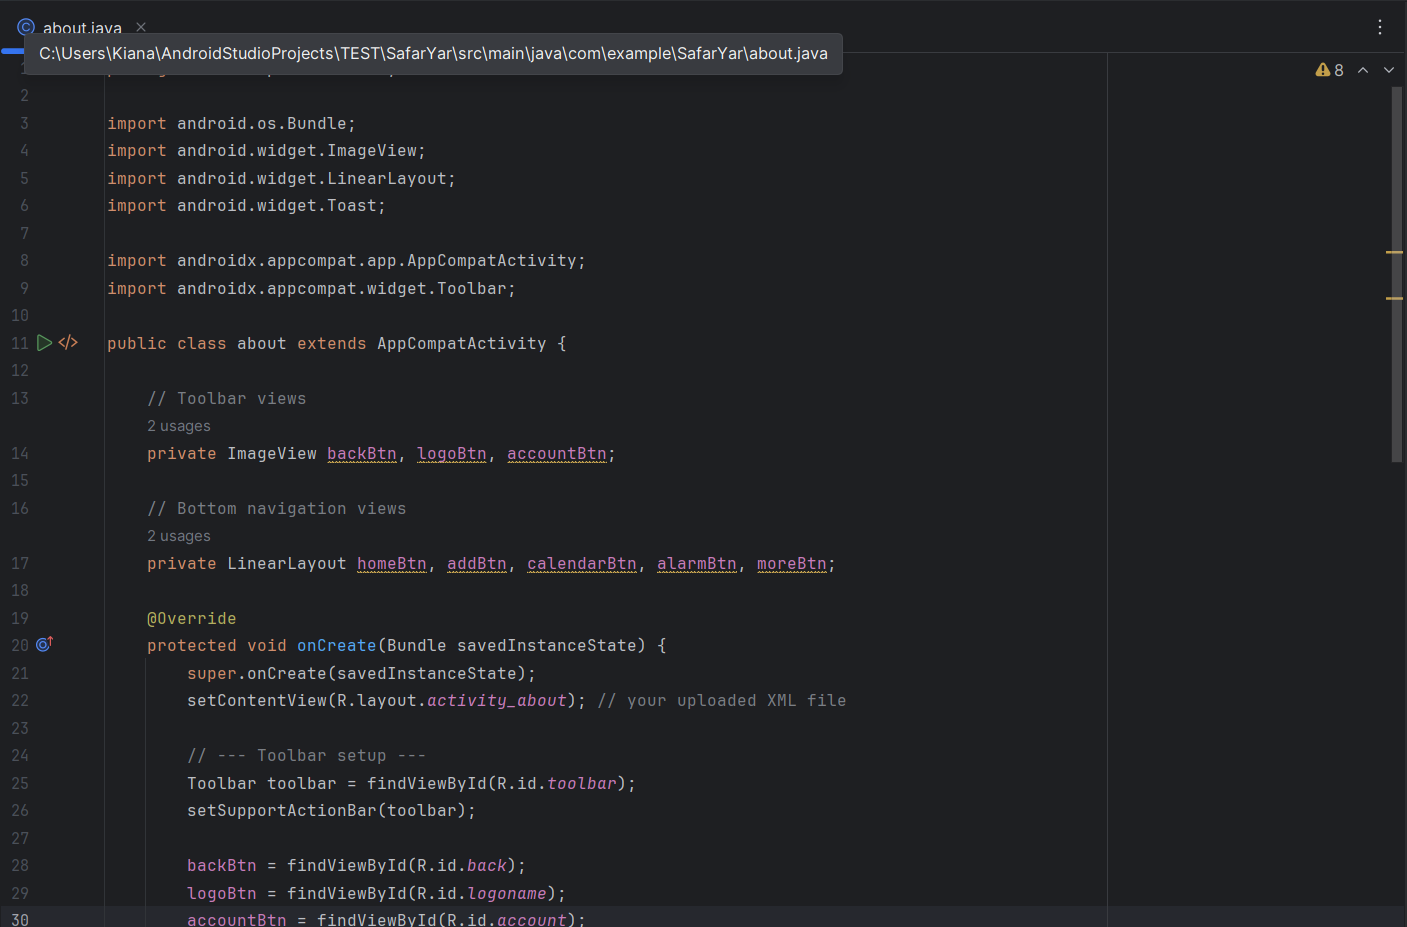 about.java
C:\Users\Kiana\AndroidStudioProjects\TEST\SafarYar\src\main\java\com\example\SafarYar\about.java
8
1
2
3 import android.os.Bundle;
4 import android.widget.ImageView;
5 import android.widget.LinearLayout;
6 import android.widget.Toast;
7
8 import androidx.appcompat.app.AppCompatActivity;
9 import androidx.appcompat.widget.Toolbar;
10
11 public class about extends AppCompatActivity {
12
13 // Toolbar views
2 usages
14 private ImageView backBtn, logoBtn, accountBtn;
15
16 // Bottom navigation views
2 usages
17 private LinearLayout homeBtn, addBtn, calendarBtn, alarmBtn, moreBtn;
18
19 @Override
20 protected void onCreate(Bundle savedInstanceState) {
21 super.onCreate(savedInstanceState);
22 setContentView(R.layout.activity_about); // your uploaded XML file
23
24 // --- Toolbar setup ---
25 Toolbar toolbar = findViewById(R.id.toolbar);
26 setSupportActionBar(toolbar);
27
28 backBtn = findViewById(R.id.back);
29 logoBtn = findViewById(R.id.logoname);
30 accountBtn = findViewById(R.id.account);